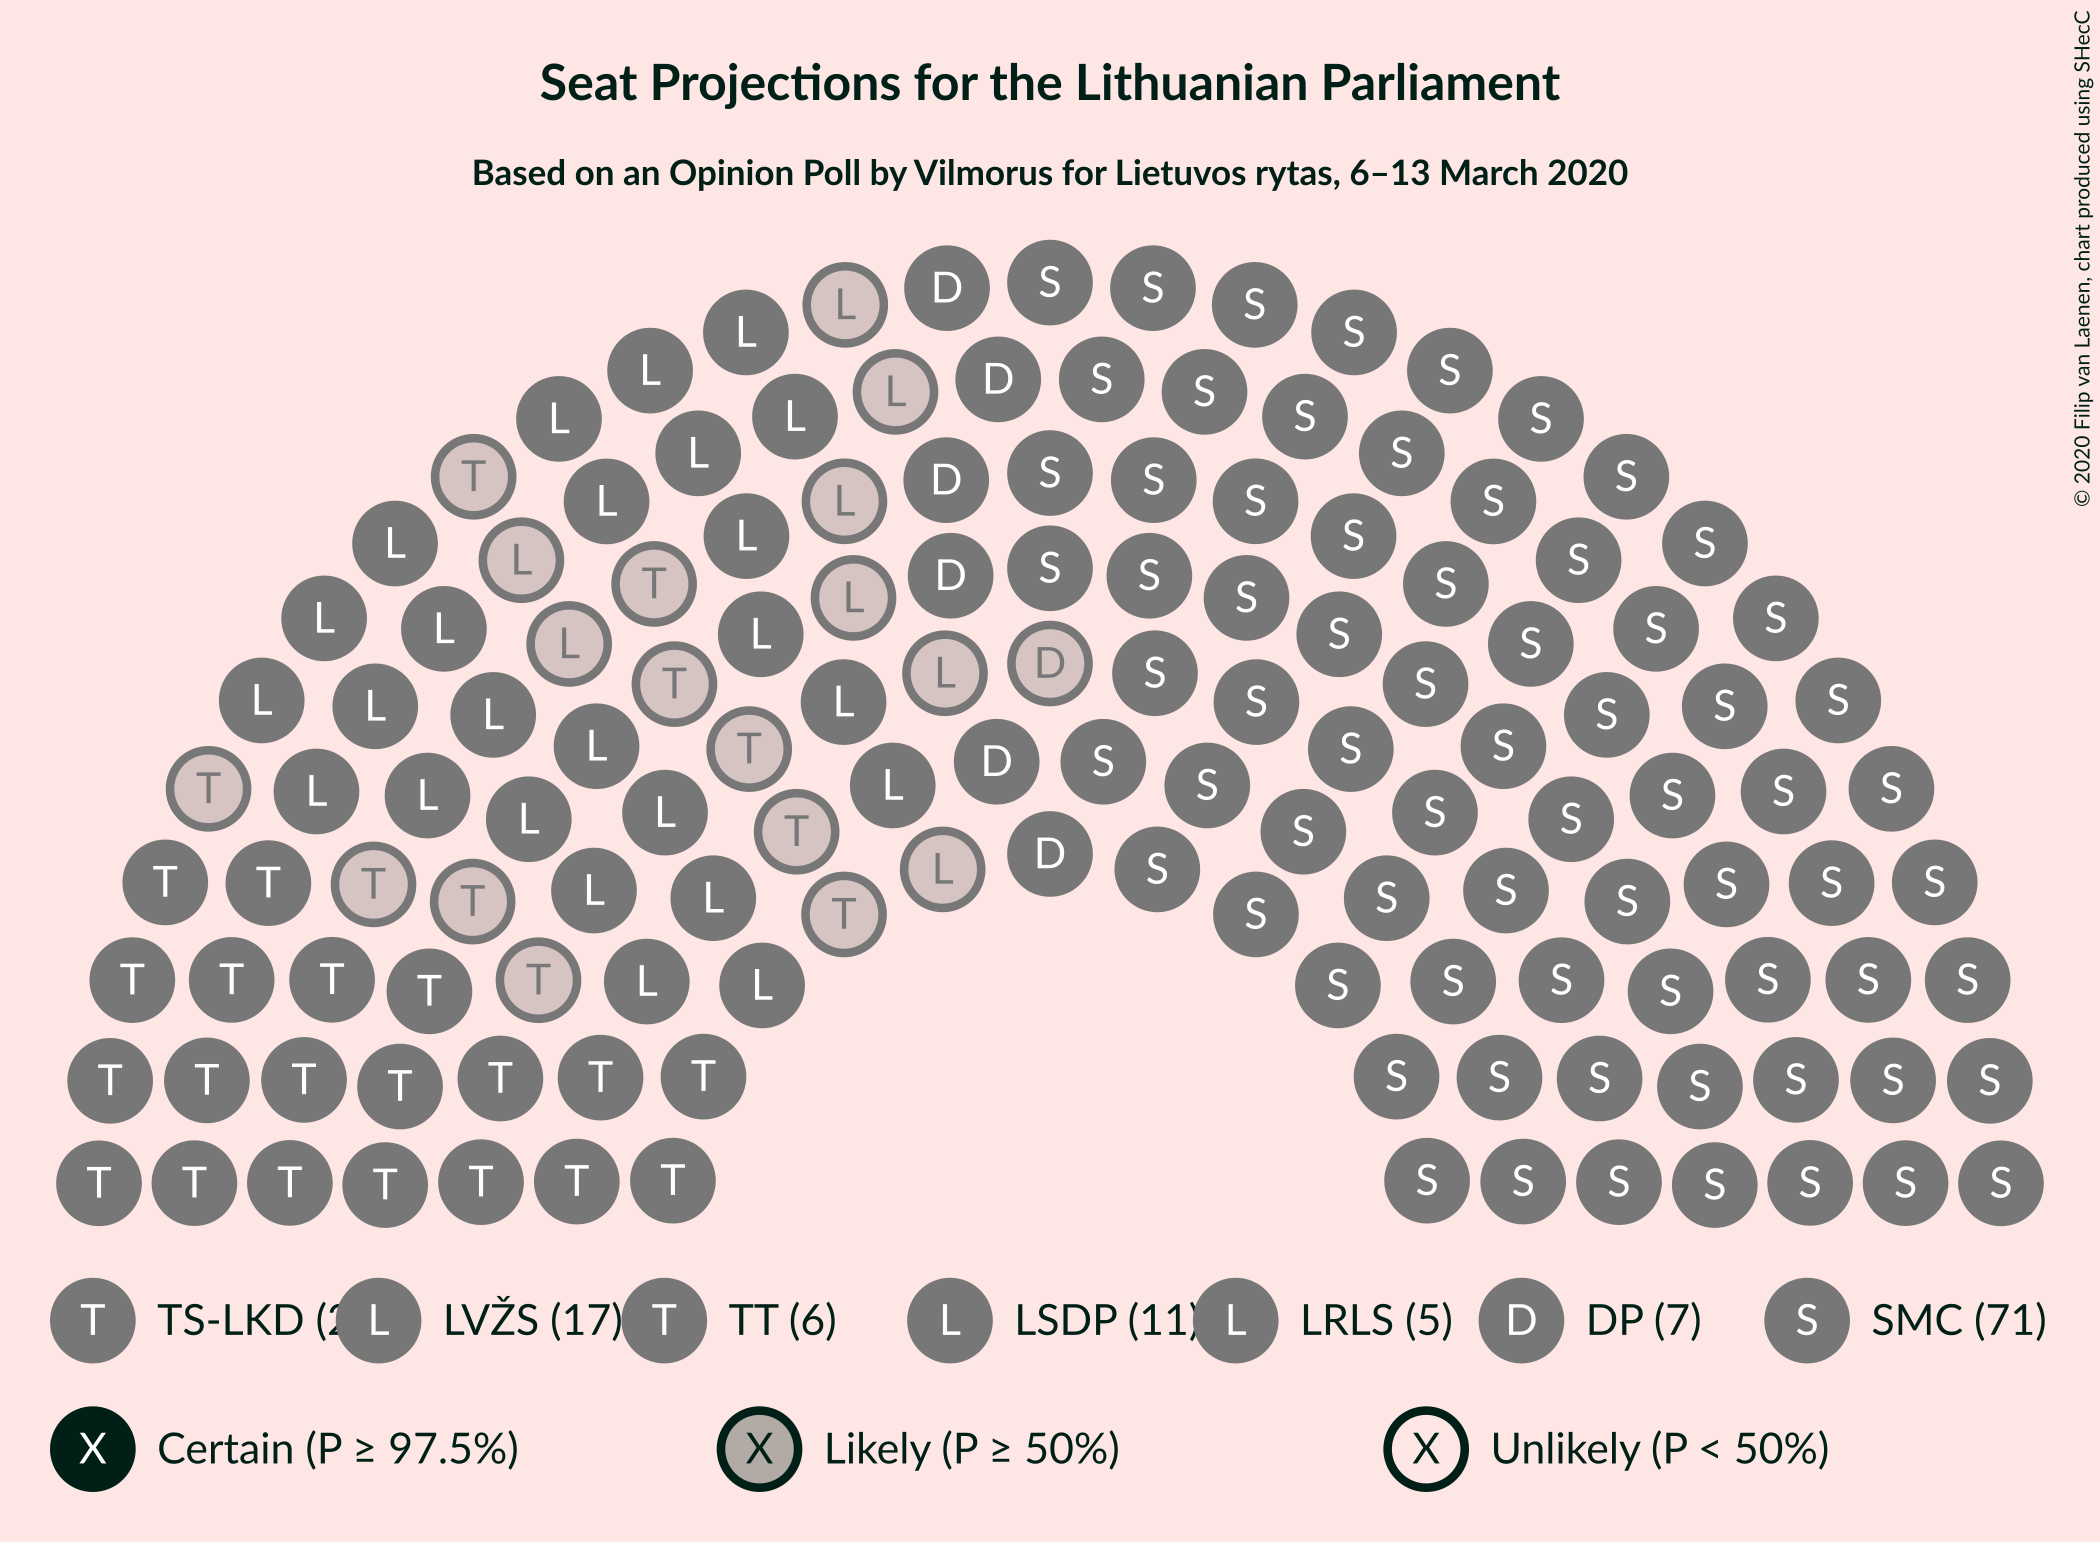 © 2020 Filip van Laenen, chart produced using SHecC
Seat Projections for the Lithuanian Parliament
Based on an Opinion Poll by Vilmorus for Lietuvos rytas, 6–13 March 2020
L D S S S
L S
L L D S S S
L L S S
T L D S S S S
L L S S
L L S S
L T D S S S S
L S
L L L L S S S S
T L D S S
L L L L S S S S
L T D S S S
T L L L S S S S
L L T S S S
T T T L D S S S S
T L L T S S S S
T T T T T L L S S S S S S S
T T T T T T T S S S S S S S
T T T T T T T S S S S S S S
T TS-LKD L LVŽS (17) T TT (6) L LSDP (11) L LRLS (5) D DP (7) S SMC (71)
X Certain (P ≥ 97.5%) X Likely (P ≥ 50%) X Unlikely (P < 50%)